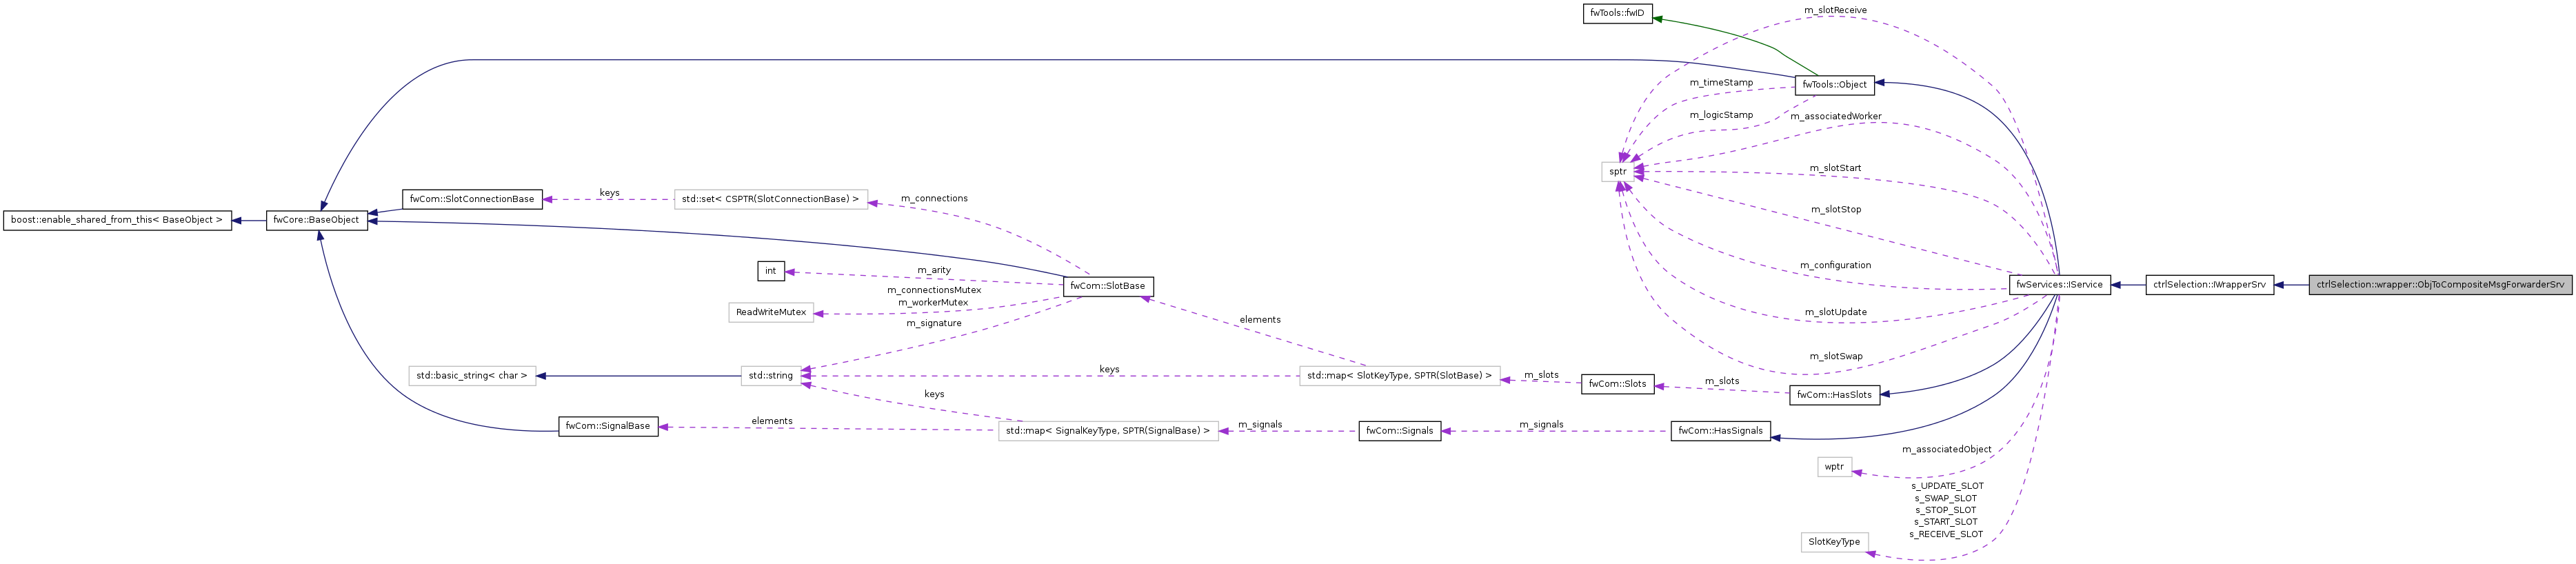 m_slotReceive
fwTools::fwID
m_timeStamp
fwTools::Object
m_logicStamp
m_associatedWorker
sptr
m_slotStart
keys
fwCom::SlotConnectionBase
std::set< CSPTR(SlotConnectionBase) >
m_connections
m_slotStop
boost::enable_shared_from_this< BaseObject >
fwCore::BaseObject
m_configuration
int
m_arity
fwCom::SlotBase
fwServices::IService
ctrlSelection::IWrapperSrv
ctrlSelection::wrapper::ObjToCompositeMsgForwarderSrv
m_connectionsMutex
m_workerMutex
ReadWriteMutex
m_slotUpdate
m_signature
elements
m_slotSwap
std::basic_string< char >
std::string
keys
std::map< SlotKeyType, SPTR(SlotBase) >
m_slots
fwCom::Slots
m_slots
fwCom::HasSlots
keys
fwCom::SignalBase
elements
std::map< SignalKeyType, SPTR(SignalBase) >
m_signals
fwCom::Signals
m_signals
fwCom::HasSignals
m_associatedObject
wptr
s_UPDATE_SLOT
s_SWAP_SLOT
s_STOP_SLOT
s_START_SLOT
s_RECEIVE_SLOT
SlotKeyType